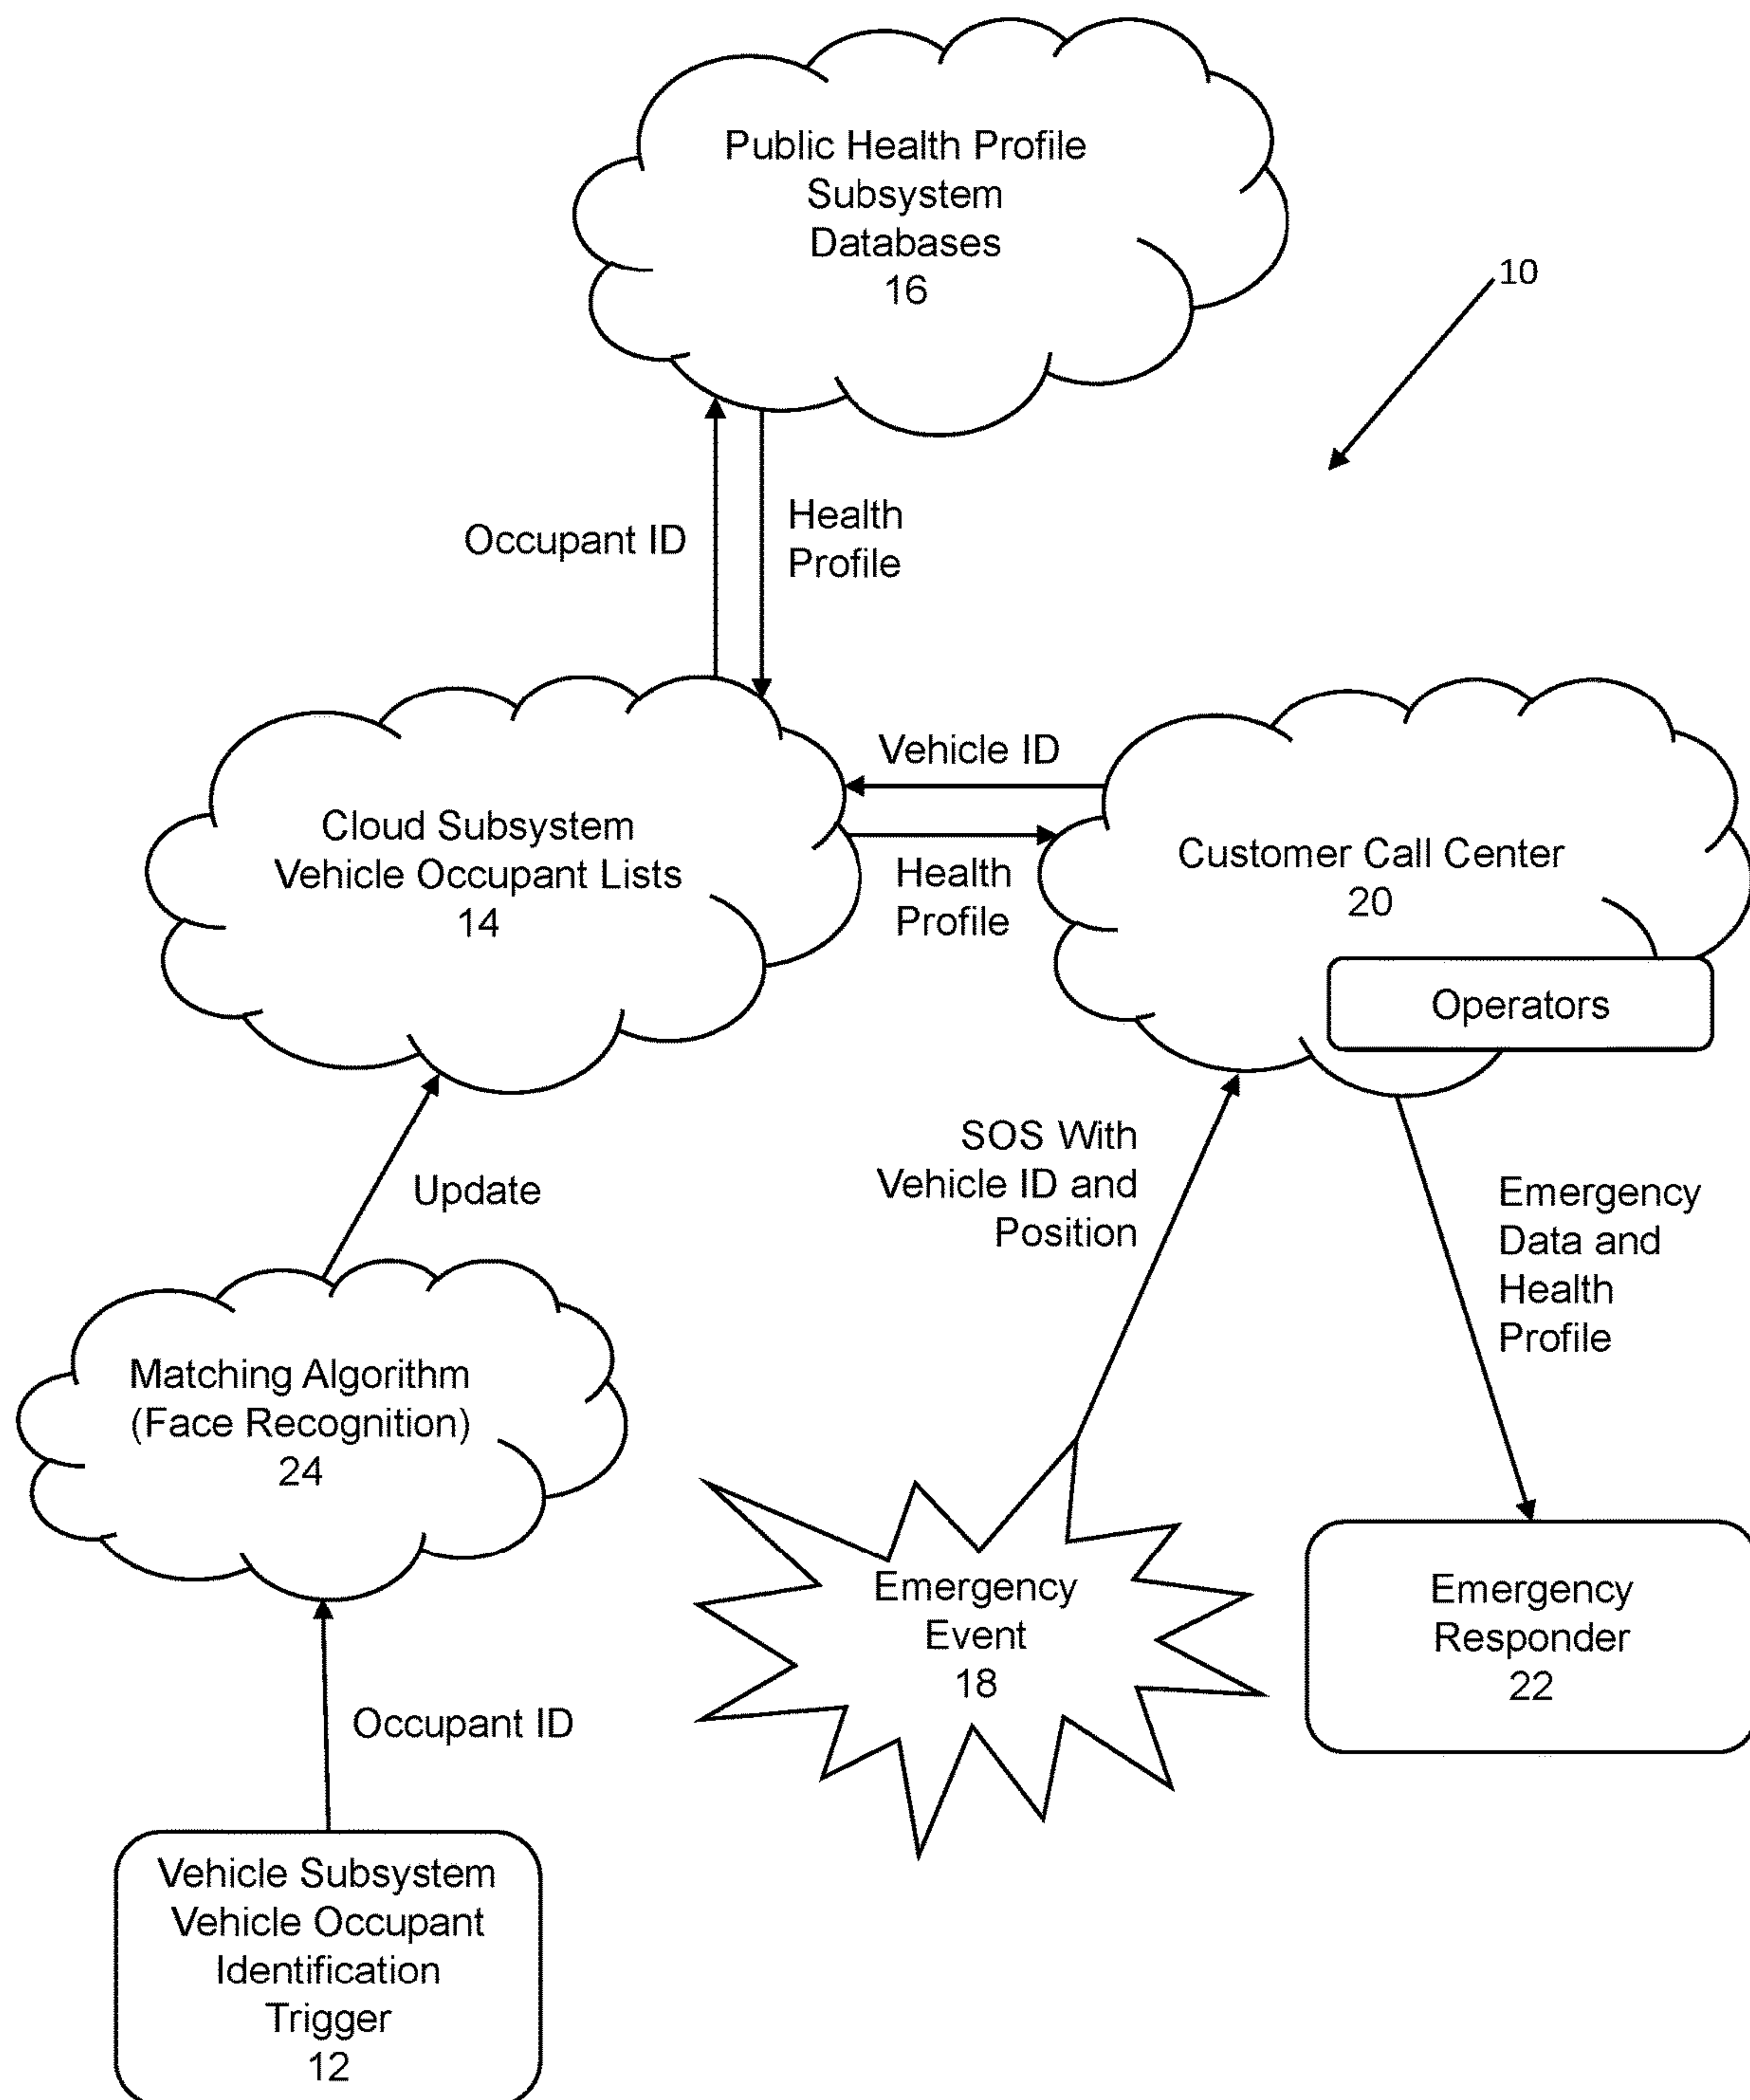 Public Health Profile
Subsystem
Databases
16
10
Occupant ID
Health
Profile
Vehicle ID
Cloud Subsystem
Vehicle Occupant Lists
14
Health
Profile
Customer Call Center
20
Operators
Update
SOS With
Vehicle ID and
Position
Emergency
Data and
Health
Profile
Matching Algorithm
(Face Recognition)
24
Emergency
Event
18
Emergency
Responder
22
Occupant ID
Vehicle Subsystem
Vehicle Occupant
Identification
Trigger
12